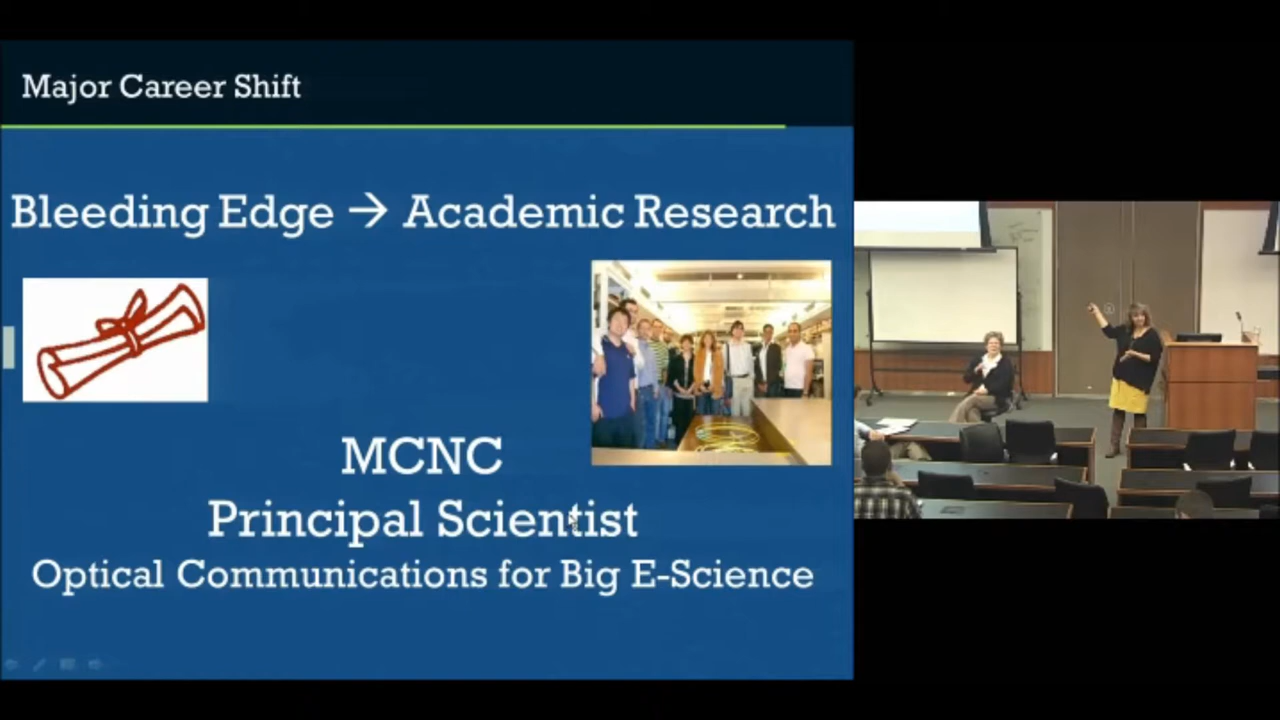 Major Career Shift
Bleeding Edge → Academic Research
MCNC
Principal Scientist
Optical Communications for Big E-Science